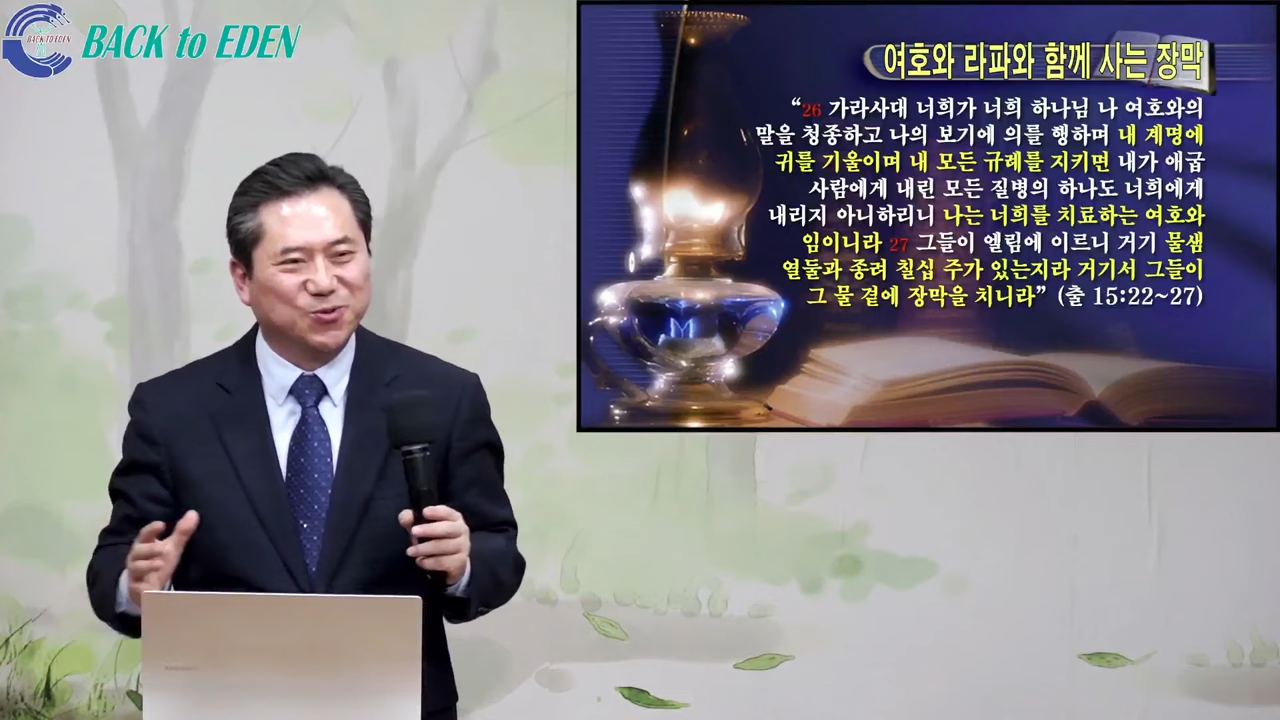 BACK TO EDEN
BACK to EDEN
여호와 라파와 함께 사는 장막
“26 가라사대 너희가 너희 하나님 나 여호와의
말을 청종하고 나의 보기에 의를 행하며 내 계명에
귀를 기울이며 내 모든 규례를 지키면 내가 애굽
사람에게 내린 모든 질병의 하나도 너희에게
내리지 아니하리니 나는 너희를 치료하는 여호와
임이니라 27 그들이 엘림에 이르니 거기 물샘
열둘과 종려 칠십 주가 있는지라 거기서 그들이
그 물 곁에 장막을 치니라” (출 15:22~27)